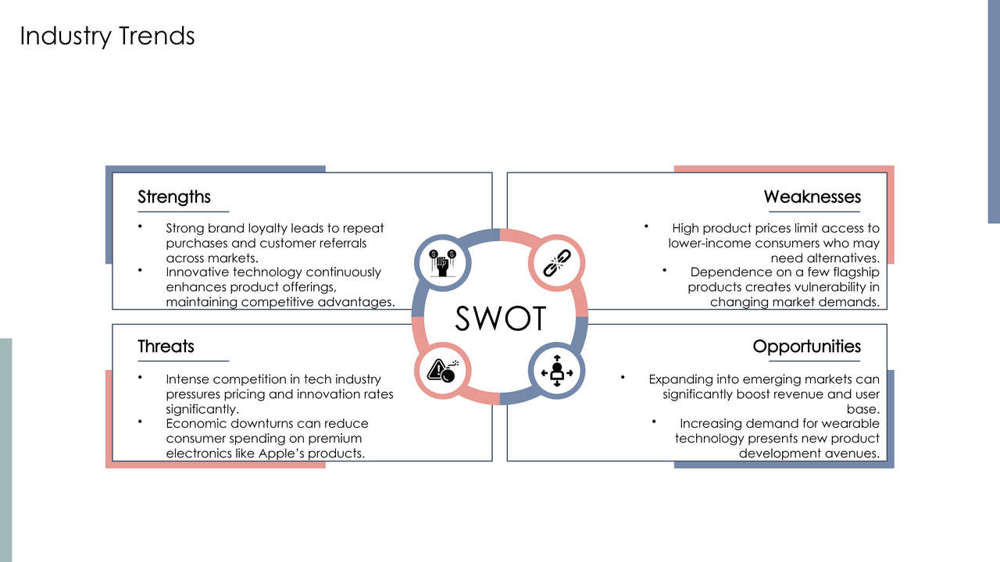 Industry Trends
Strengths
• Strong brand loyalty leads to repeat
purchases and customer referrals
across markets.
• Innovative technology continuously
enhances product offerings,
maintaining competitive advantages.
Weaknesses
• High product prices limit access to
lower-income consumers who may
need alternatives.
• Dependence on a few flagship
products creates vulnerability in
changing market demands.
SWOT
Threats
• Intense competition in tech industry
pressures pricing and innovation rates
significantly.
• Economic downturns can reduce
consumer spending on premium
electronics like Apple’s products.
Opportunities
• Expanding into emerging markets can
significantly boost revenue and user
base.
• Increasing demand for wearable
technology presents new product
development avenues.